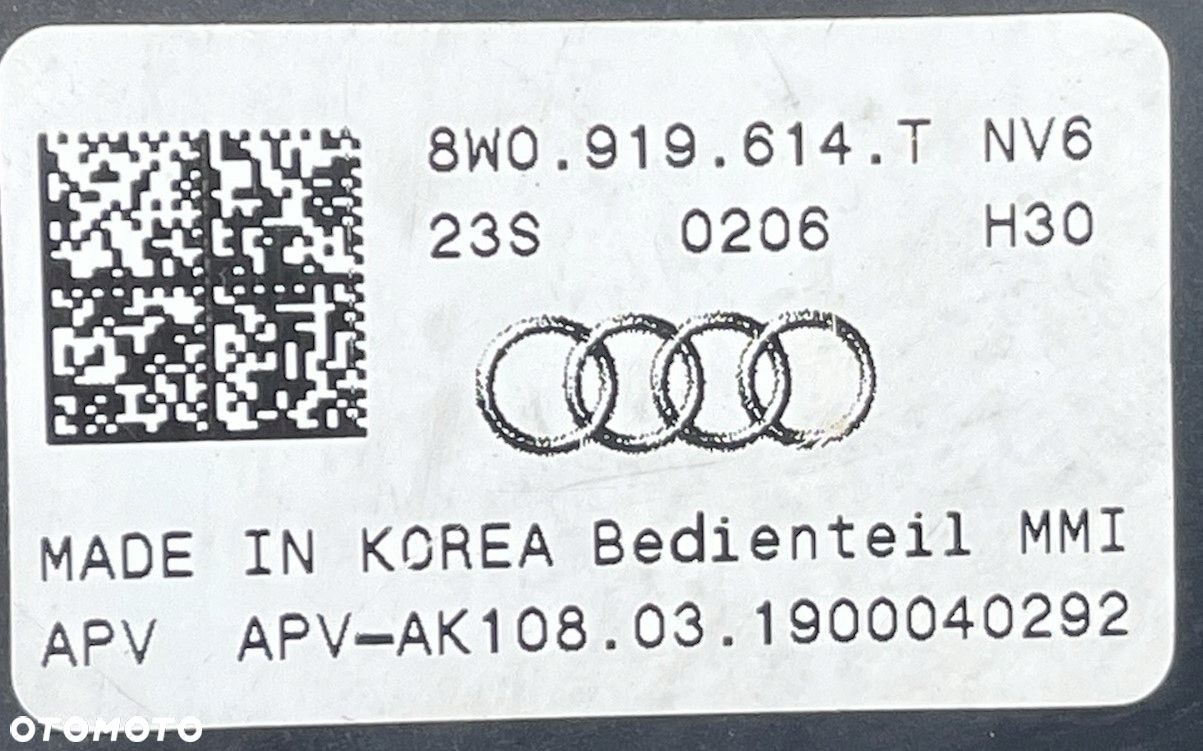 8W0.919.614.T NV6
23S 0206 H30
MADE IN KOREA Bedienteil MMI
APV APV-AK108.03.1900040292
OTOMOTO